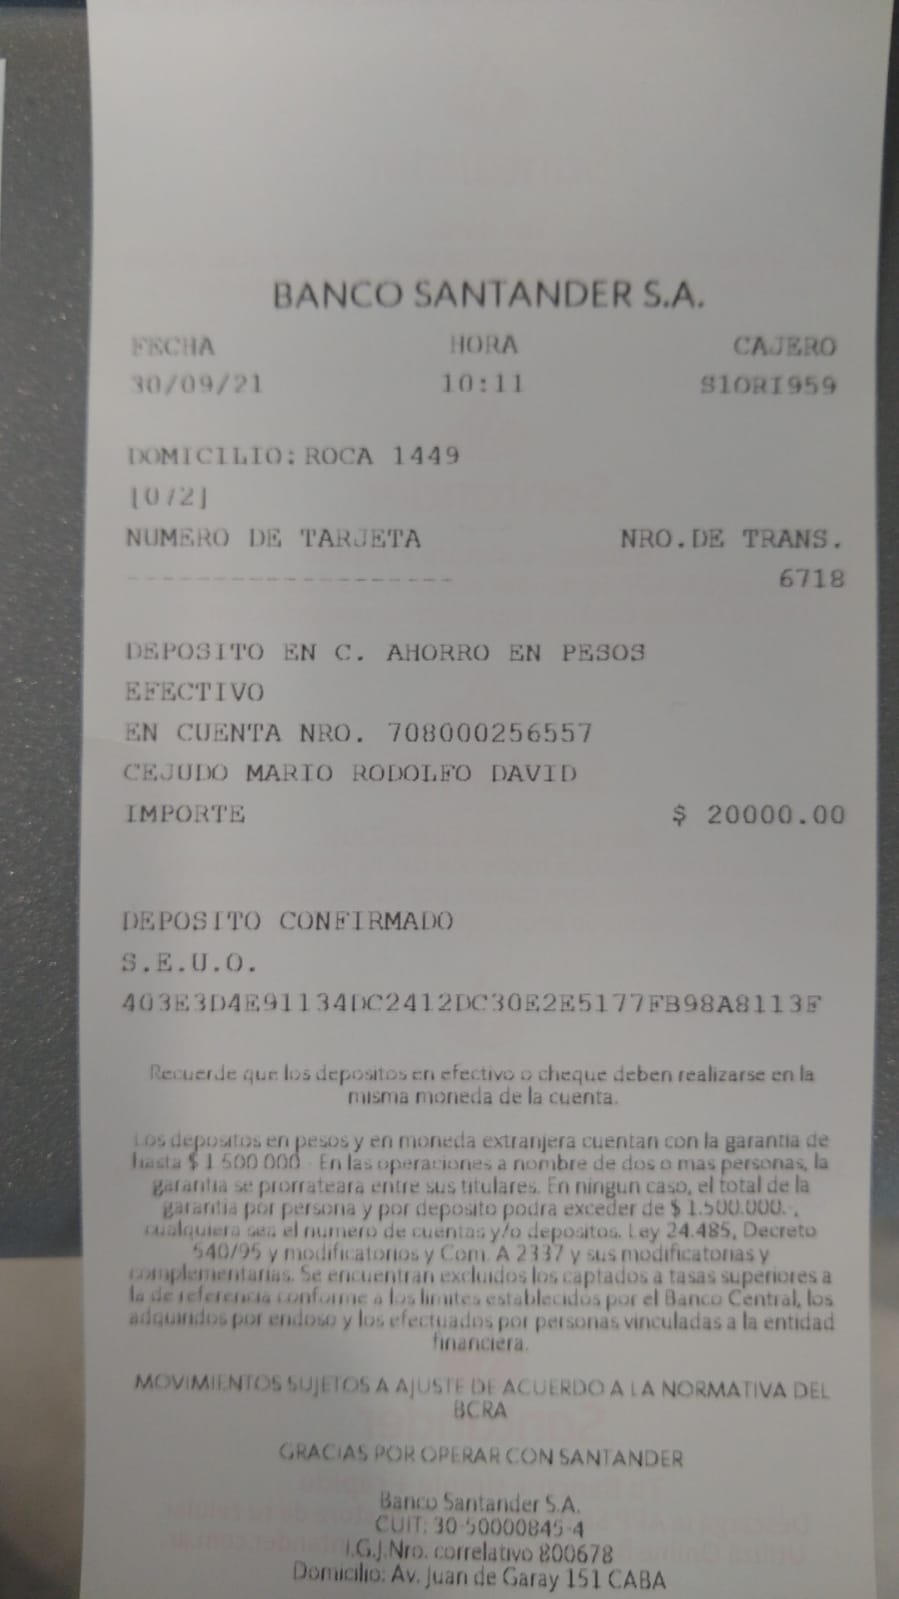 BANCO SANTANDER S.A.
FECHA HORA CAJERO
30/09/21 10:11 S1ORI959
DOMICILIO: ROCA 1449
[072]
NUMERO DE TARJETA NRO.DE TRANS.
------------------- 6718
DEPOSITO EN C. AHORRO EN PESOS
EFECTIVO
EN CUENTA NRO. 708000256557
CEJUDO MARIO RODOLFO DAVID
IMPORTE $ 20000.00
DEPOSITO CONFIRMADO
S.E.U.O.
403E3D4E91134DC2412DC30E2E5177FB98A8113F
Recuerde que los depositos en efectivo o cheque deben realizarse en la
misma moneda de la cuenta.
Los depositos en pesos y en moneda extranjera cuentan con la garantia de
hasta $ 1.500.000.- En las operaciones a nombre de dos o mas personas, la
garantia se prorrateara entre sus titulares. En ningun caso, el total de la
garantia por persona y por deposito podra exceder de $ 1.500.000.-,
cualquiera sea el numero de cuentas y/o depositos. Ley 24.485, Decreto
540/95 y modificatorios y Com. A 2337 y sus modificatorias y
complementarias. Se encuentran excluidos los captados a tasas superiores a
la de referencia conforme a los limites establecidos por el Banco Central, los
adquiridos por endoso y los efectuados por personas vinculadas a la entidad
financiera.
MOVIMIENTOS SUJETOS A AJUSTE DE ACUERDO A LA NORMATIVA DEL
BCRA
GRACIAS POR OPERAR CON SANTANDER
Banco Santander S.A.
CUIT: 30-50000845-4
I.G.J.Nro. correlativo 800678
Domicilio: Av. Juan de Garay 151 CABA